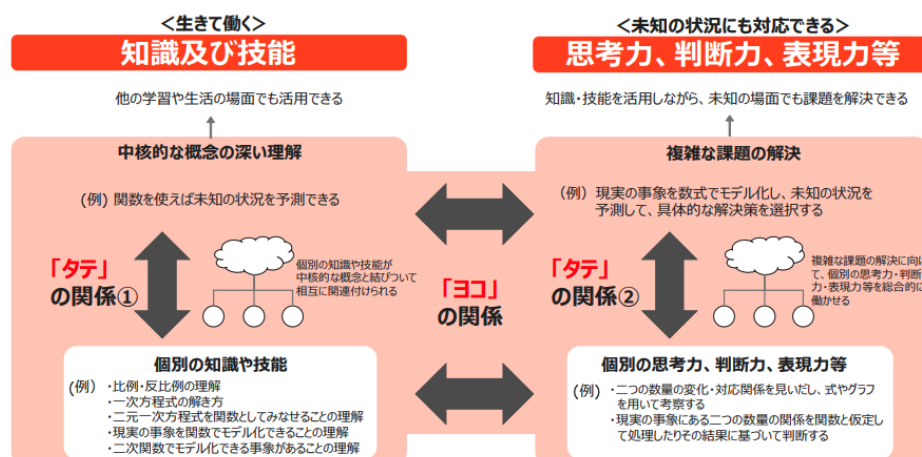 <生きて働く>
知識及び技能
他の学習や生活の場面でも活用できる
中核的な概念の深い理解
(例) 関数を使えば未知の状況を予測できる
「タテ」
の関係①
個別の知識や技能が
中核的な概念と結びついて
相互に関連付けられる
個別の知識や技能
(例) ・比例・反比例の理解
・一次方程式の解き方
・二元一次方程式を関数としてみなせることの理解
・現実の事象を関数でモデル化できることの理解
・二次関数でモデル化できる事象があることの理解
「ヨコ」
の関係
<未知の状況にも対応できる>
思考力、判断力、表現力等
知識・技能を活用しながら、未知の場面でも課題を解決できる
複雑な課題の解決
(例) 現実の事象を数式でモデル化し、未知の状況を
予測して、具体的な解決策を選択する
「タテ」
の関係②
複雑な課題の解決に向け
て、個別の思考力・判断
力・表現力等を総合的に
働かせる
個別の思考力、判断力、表現力等
(例) ・二つの数量の変化・対応関係を見いだし、式やグラフ
を用いて考察する
・現実の事象にある二つの数量の関係を関数と仮定し
て処理したりその結果に基づいて判断する